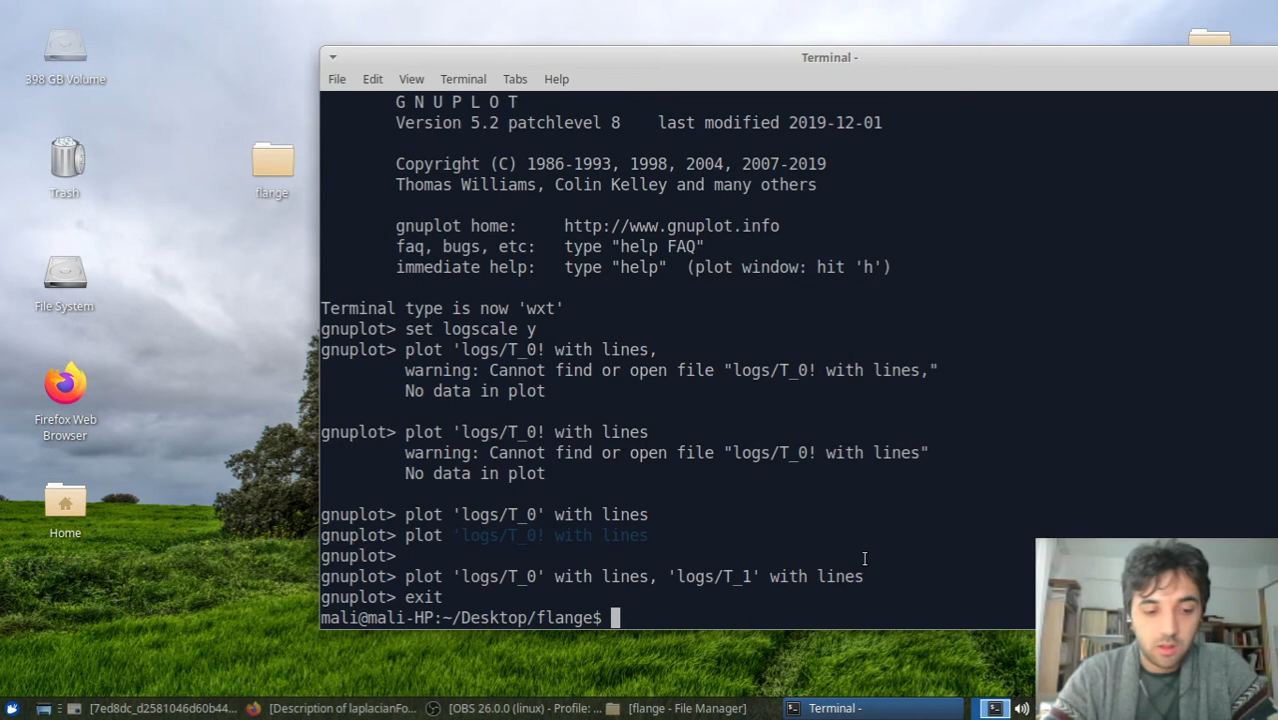 398 GB Volume
Trash
flange
File System
Firefox Web
Browser
Home
Terminal -
File Edit View Terminal Tabs Help
G N U P L O T
Version 5.2 patchlevel 8 last modified 2019-12-01
Copyright (C) 1986-1993, 1998, 2004, 2007-2019
Thomas Williams, Colin Kelley and many others
gnuplot home: http://www.gnuplot.info
faq, bugs, etc: type "help FAQ"
immediate help: type "help" (plot window: hit 'h')
Terminal type is now 'wxt'
gnuplot> set logscale y
gnuplot> plot 'logs/T_0! with lines,
warning: Cannot find or open file "logs/T_0! with lines,"
No data in plot
gnuplot> plot 'logs/T_0! with lines
warning: Cannot find or open file "logs/T_0! with lines"
No data in plot
gnuplot> plot 'logs/T_0' with lines
gnuplot> plot 'logs/T_0! with lines
gnuplot>
gnuplot> plot 'logs/T_0' with lines, 'logs/T_1' with lines
gnuplot> exit
mali@mali-HP:~/Desktop/flange$
[7ed8dc_d2581046d60b44... [Description of laplacianFo... [OBS 26.0.0 (linux) - Profile: ... [flange - File Manager] Terminal -